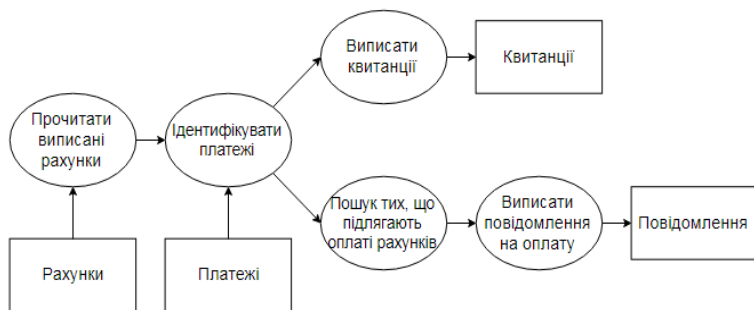 Виписати
квитанції
Квитанції
Прочитати
виписані
рахунки
Ідентифікувати
платежі
Пошук тих, що
підлягають
оплаті рахунків
Виписати
повідомлення
на оплату
Повідомлення
Рахунки
Платежі